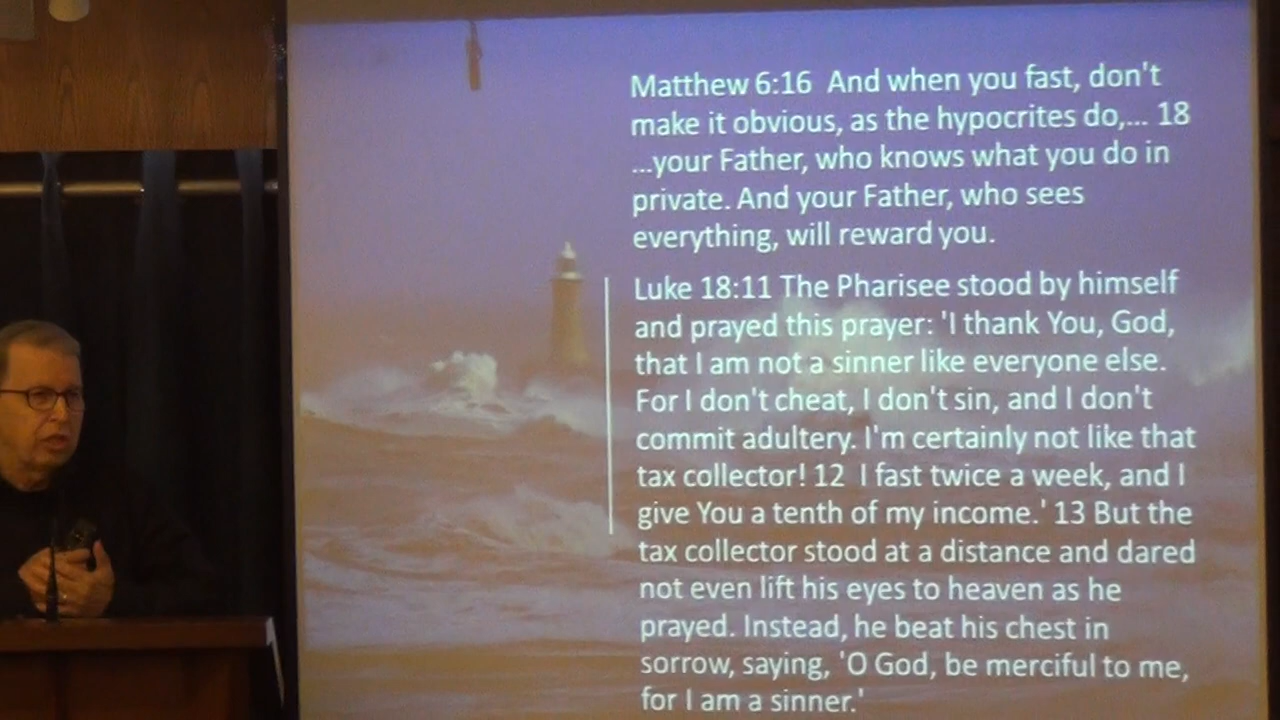 Matthew 6:16  And when you fast, don't
make it obvious, as the hypocrites do,... 18
...your Father, who knows what you do in
private. And your Father, who sees
everything, will reward you.
Luke 18:11 The Pharisee stood by himself
and prayed this prayer: 'I thank You, God,
that I am not a sinner like everyone else.
For I don't cheat, I don't sin, and I don't
commit adultery. I'm certainly not like that
tax collector! 12  I fast twice a week, and I
give You a tenth of my income.' 13 But the
tax collector stood at a distance and dared
not even lift his eyes to heaven as he
prayed. Instead, he beat his chest in
sorrow, saying, 'O God, be merciful to me,
for I am a sinner.'